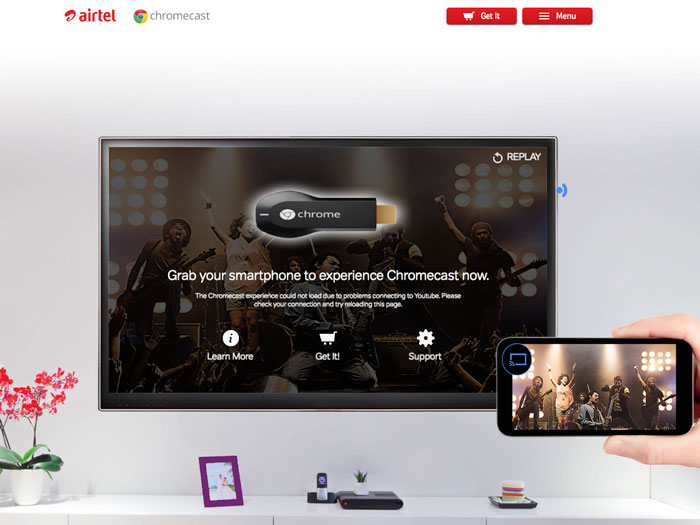 airtel chromecast Get It Menu
REPLAY
chrome
Grab your smartphone to experience Chromecast now.
The Chromecast experience could not load due to problems connecting to Youtube. Please
check your connection and try reloading this page.
Learn More Get It! Support